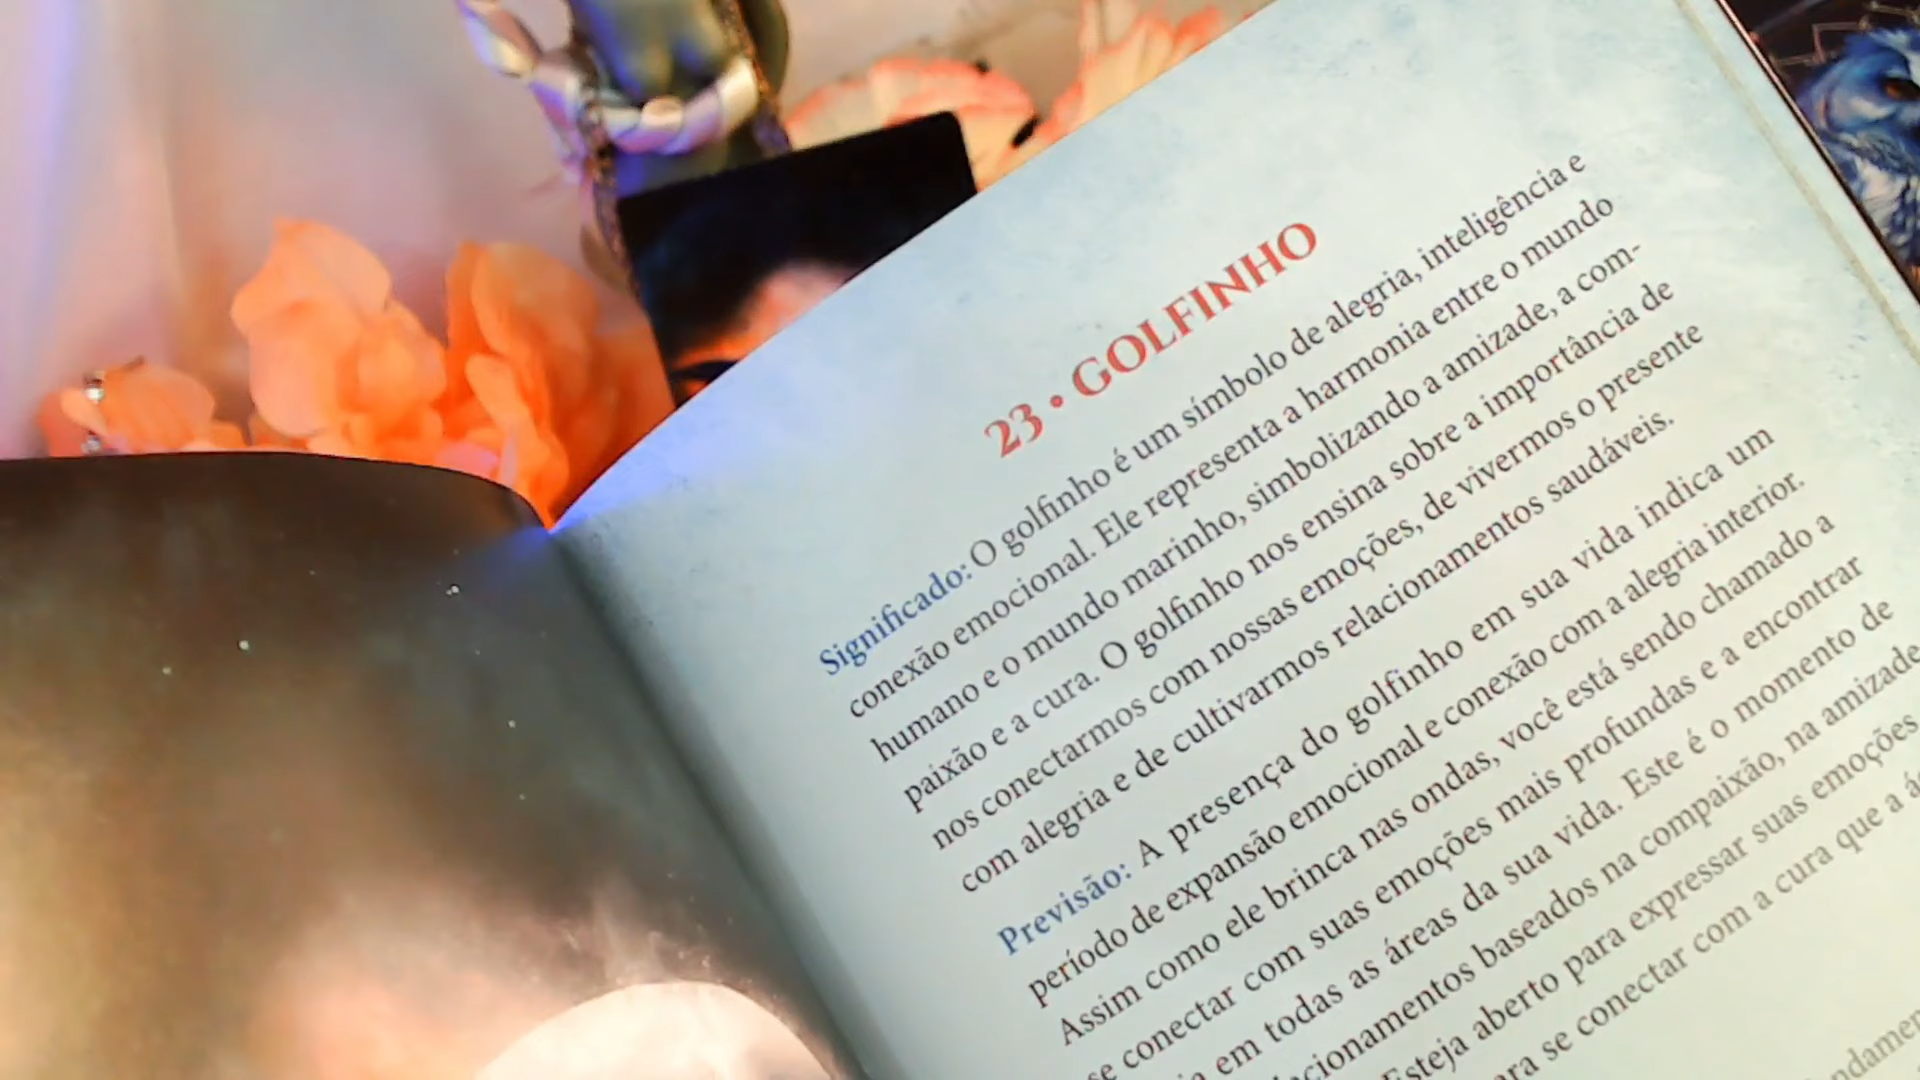 23 • GOLFINHO
Significado: O golfinho é um símbolo de alegria, inteligência e
conexão emocional. Ele representa a harmonia entre o mundo
humano e o mundo marinho, simbolizando a amizade, a com-
paixão e a cura. O golfinho nos ensina sobre a importância de
nos conectarmos com nossas emoções, de vivermos o presente
com alegria e de cultivarmos relacionamentos saudáveis.
Previsão: A presença do golfinho em sua vida indica um
período de expansão emocional e conexão com a alegria interior.
Assim como ele brinca nas ondas, você está sendo chamado a
se conectar com suas emoções mais profundas e a encontrar
em todas as áreas da sua vida. Este é o momento de
baseados na compaixão, na amizade
Esteja aberto para expressar suas emoções
se conectar com a cura que a